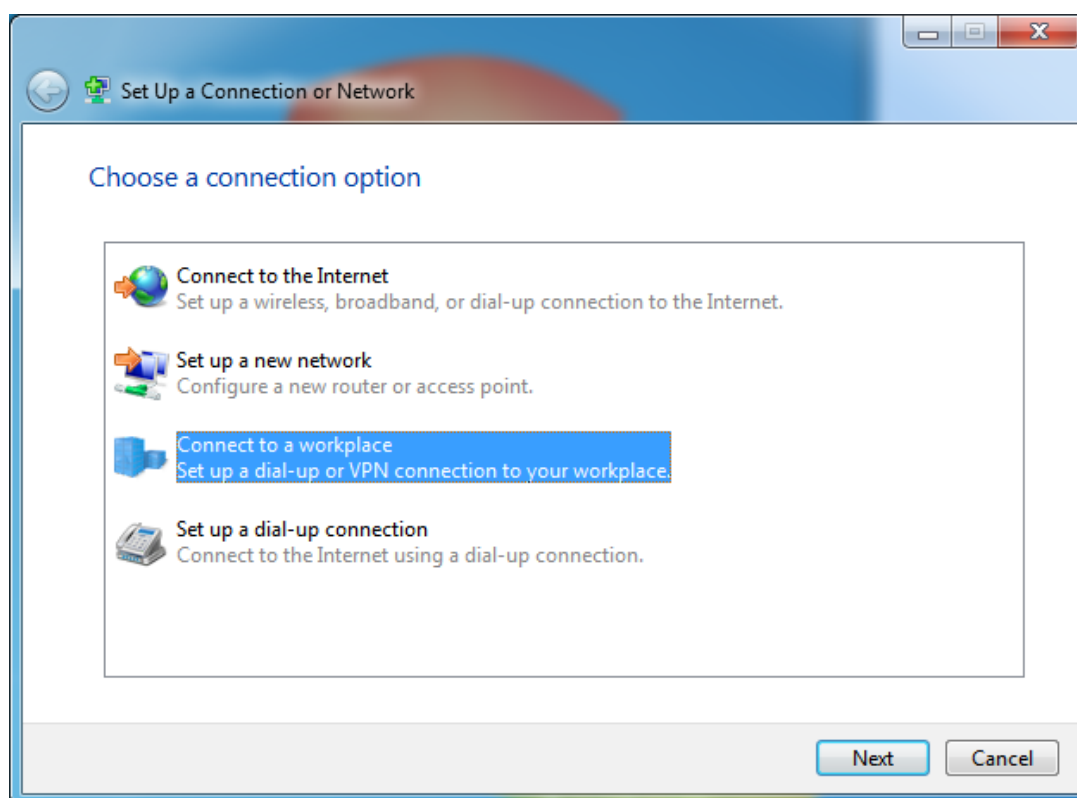 Set Up a Connection or Network
Choose a connection option
Connect to the Internet
Set up a wireless, broadband, or dial-up connection to the Internet.
Set up a new network
Configure a new router or access point.
Connect to a workplace
Set up a dial-up or VPN connection to your workplace.
Set up a dial-up connection
Connect to the Internet using a dial-up connection.
Next Cancel